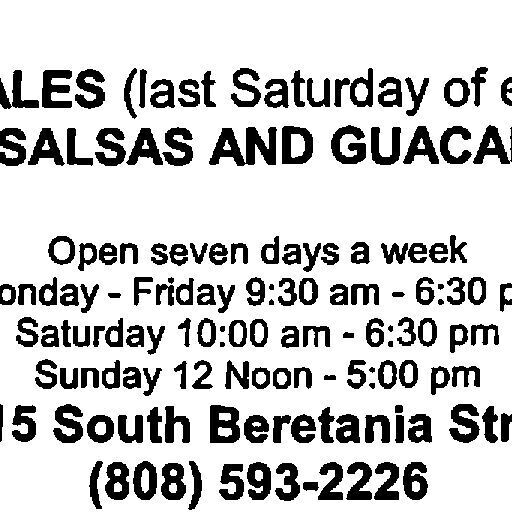 ALES (last Saturday of e
SALSAS AND GUACA
Open seven days a week
onday - Friday 9:30 am - 6:30 p
Saturday 10:00 am - 6:30 pm
Sunday 12 Noon - 5:00 pm
15 South Beretania Str
(808) 593-2226